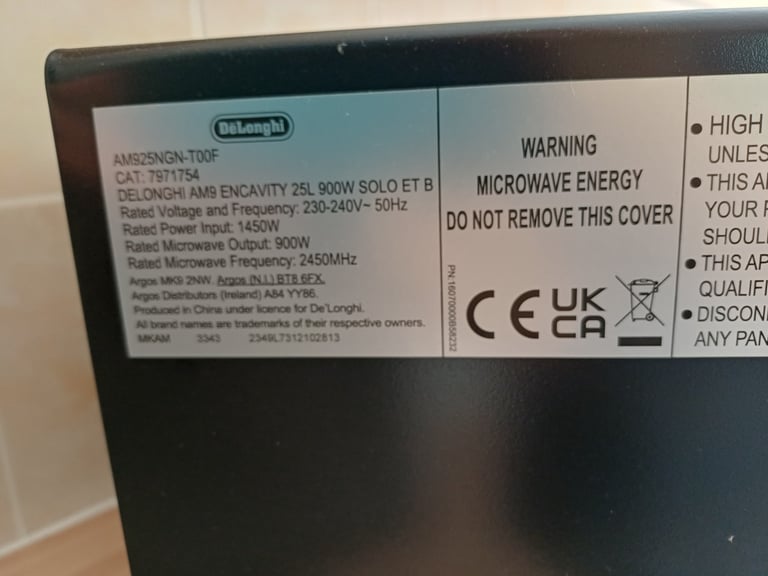 DeLonghi
AM925NGN-T00F
CAT: 7971754
DELONGHI AM9 ENCAVITY 25L 900W SOLO ET B
Rated Voltage and Frequency: 230-240V~ 50Hz
Rated Power Input: 1450W
Rated Microwave Output: 900W
Rated Microwave Frequency: 2450MHz
Argos MK9 2NW. Argos (N.I.) BT8 6FX.
Argos Distributors (Ireland) A84 YY86.
Produced in China under licence for De'Longhi.
All brand names are trademarks of their respective owners.
MKAM 3343 2349L7312102813
WARNING
MICROWAVE ENERGY
DO NOT REMOVE THIS COVER
PN:16070000B58232
CE UK
CA
● HIGH
UNLES
● THIS A
YOUR
SHOUL
● THIS AP
QUALIFI
● DISCON
ANY PAN